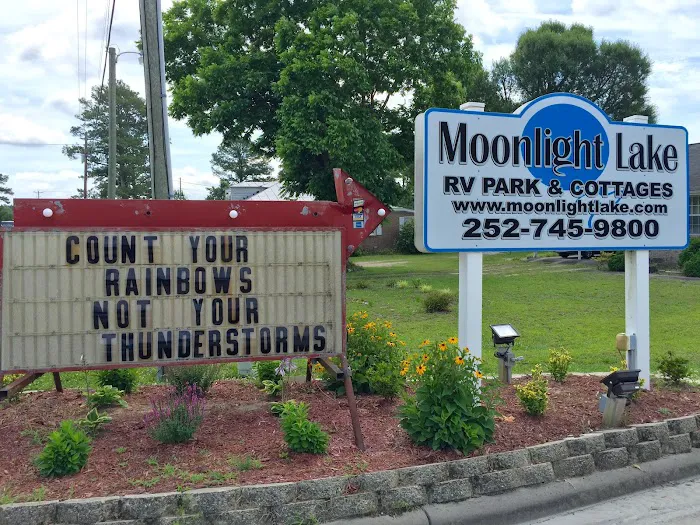 COUNT YOUR
RAINBOWS
NOT YOUR
THUNDERSTORMS
Moonlight Lake
RV PARK & COTTAGES
www.moonlightlake.com
252-745-9800